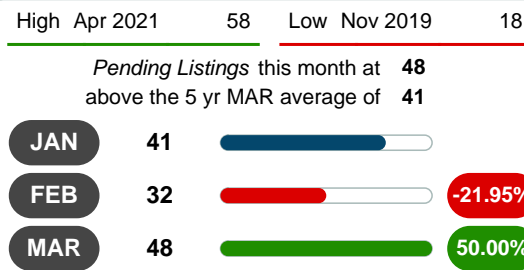 High Apr 2021 58 Low Nov 2019 18
Pending Listings this month at 48
above the 5 yr MAR average of 41
JAN 41
FEB 32 -21.95%
MAR 48 50.00%